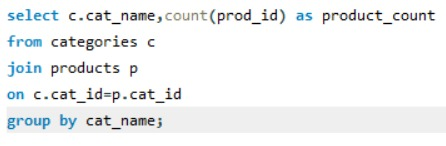 select c.cat_name,count(prod_id) as product_count
from categories c
join products p
on c.cat_id=p.cat_id
group by cat_name;